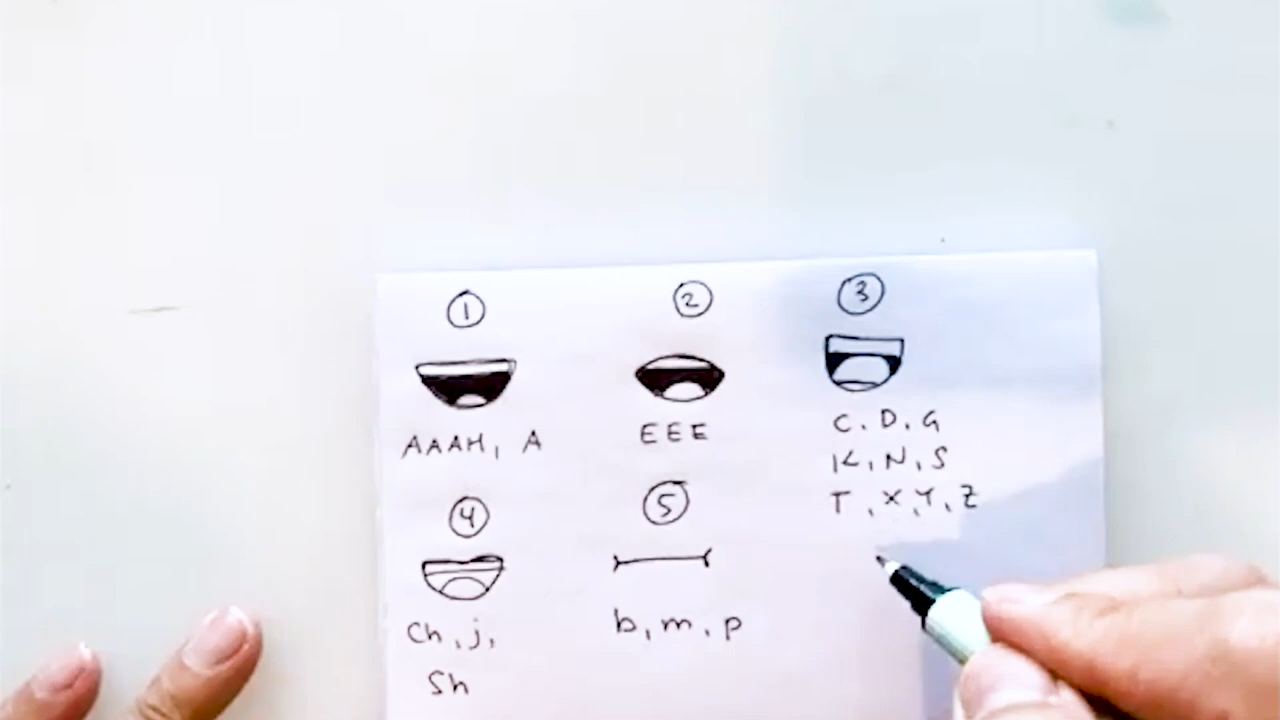 1
AAAH, A
2
EEE
3
C, D, G
K, N, S
T, X, Y, Z
4
Ch, j,
Sh
5
b, m, p